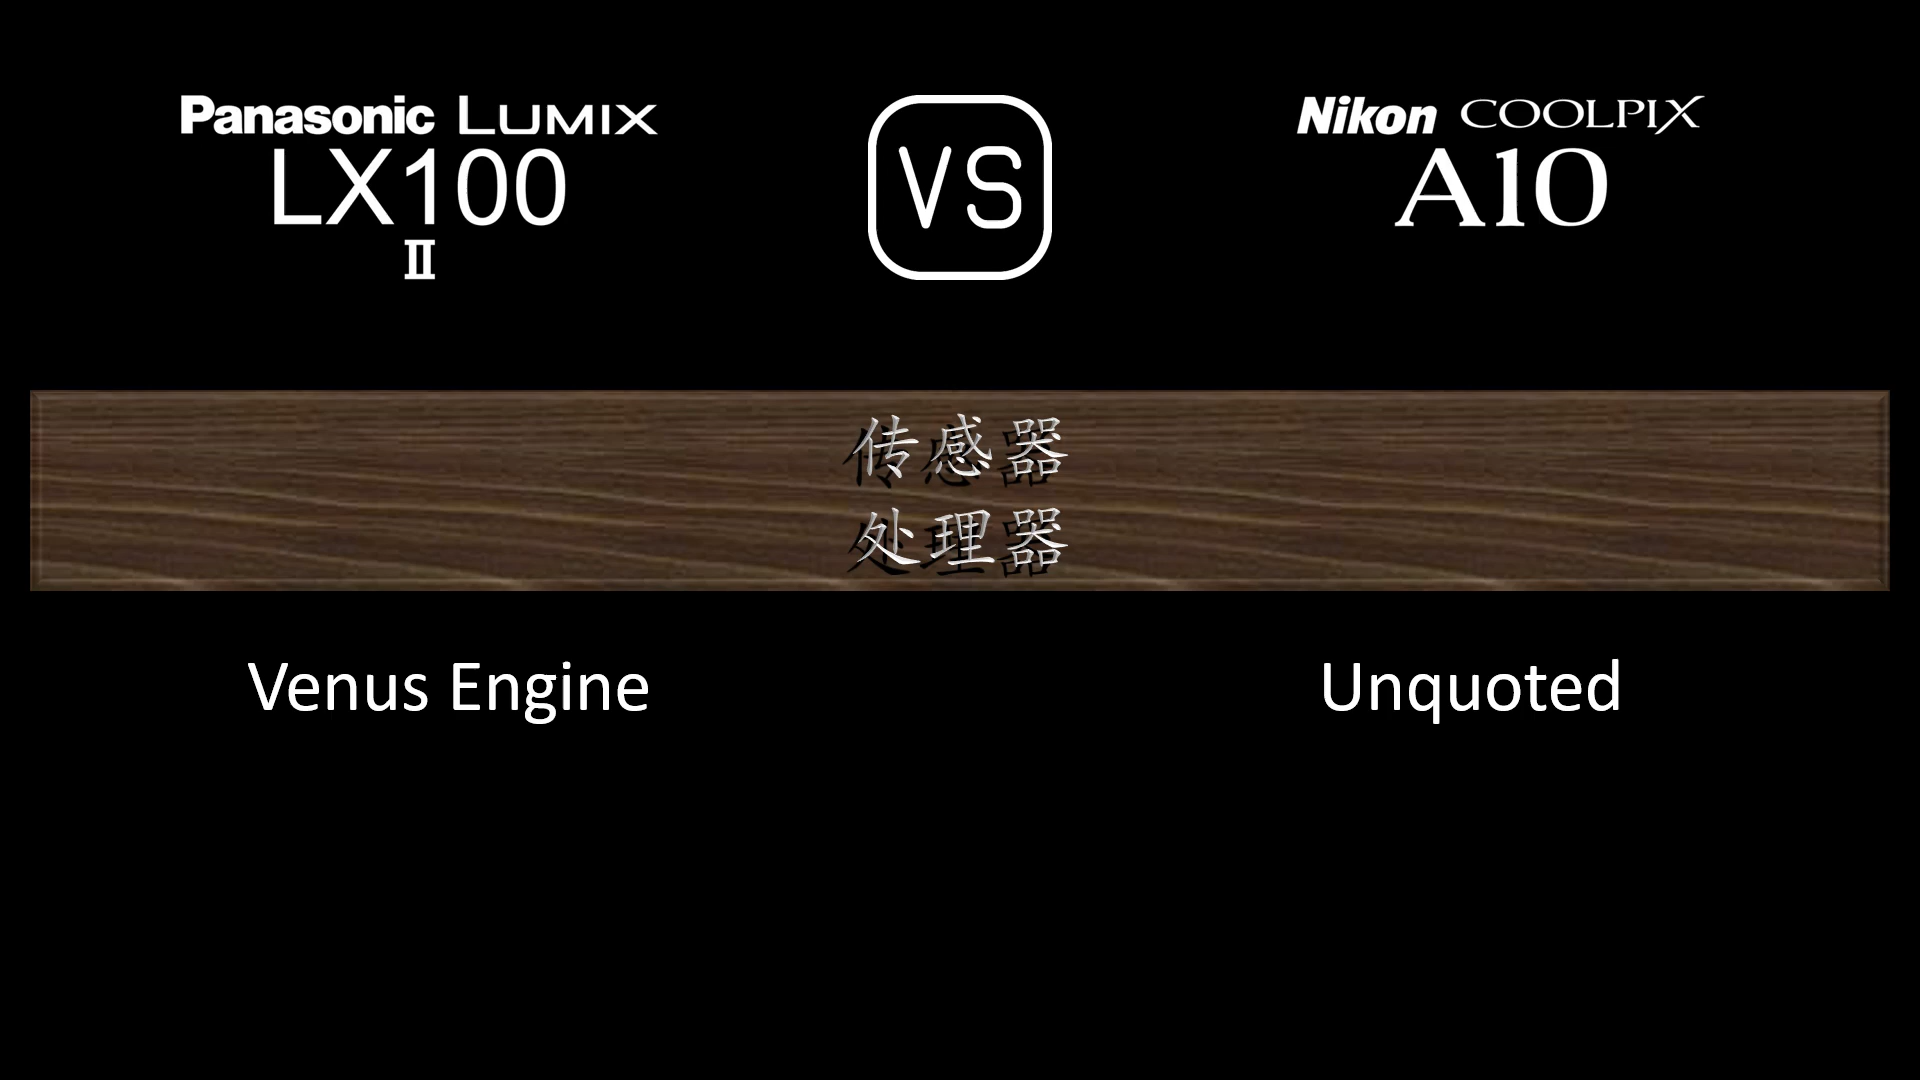 Panasonic LUMIX
LX100
II
VS
Nikon COOLPIX
A10
传感器
处理器
Venus Engine
Unquoted